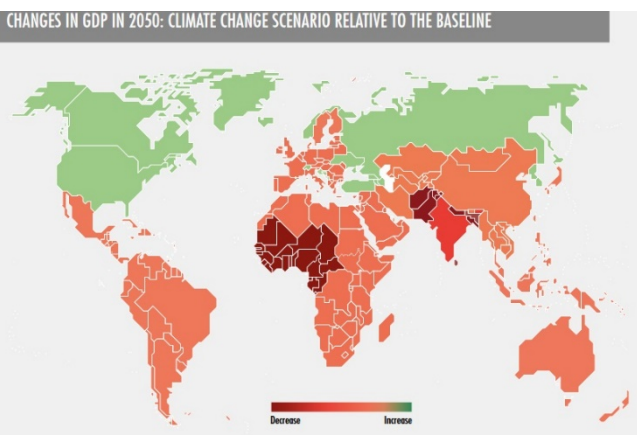 CHANGES IN GDP IN 2050: CLIMATE CHANGE SCENARIO RELATIVE TO THE BASELINE
Decrease Increase